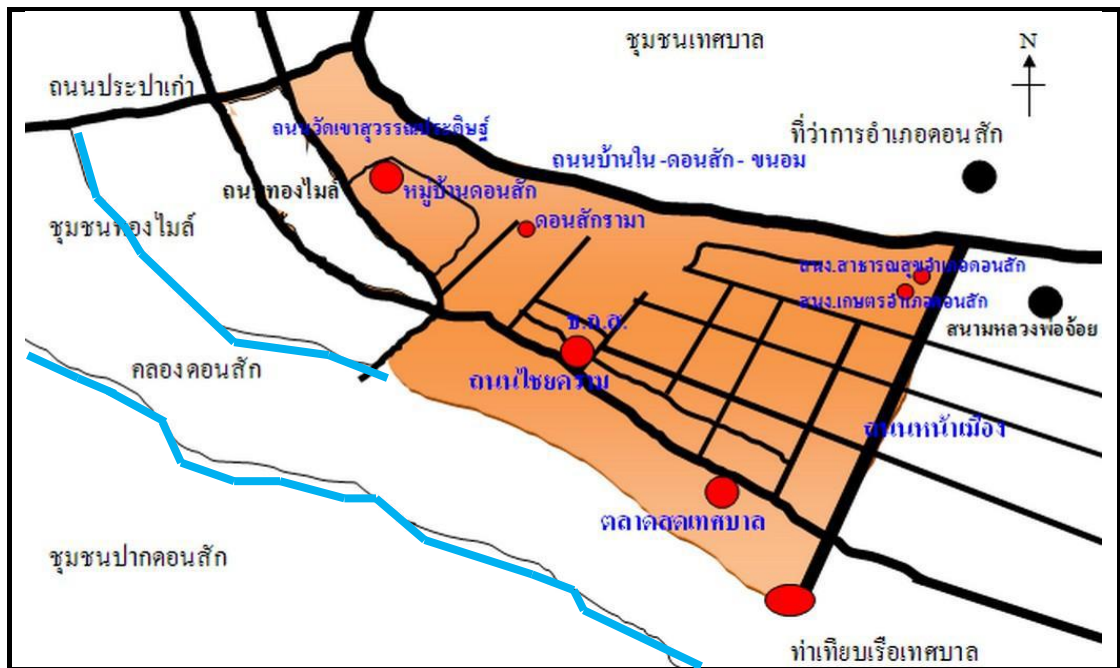 ชุมชนเทศบาล
N
ถนนประปาเก่า
ถนนวัดเขาสุวรรณประดิษฐ์
ที่ว่าการอำเภอดอนสัก
ถนนบ้านใน -ดอนสัก - ขนอม
ถนนท้องไมล์
หมู่บ้านดอนสัก
ชุมชนท้องไมล์
ดอนสักรามา
สนง.สาธารณสุขอำเภอดอนสัก
สนง.เกษตรอำเภอดอนสัก
สนามหลวงพ่อจ้อย
ธ.ก.ส.
คลองดอนสัก
ถนนไชยคราม
ถนนหน้าเมือง
ตลาดสดเทศบาล
ชุมชนปากดอนสัก
ท่าเทียบเรือเทศบาล